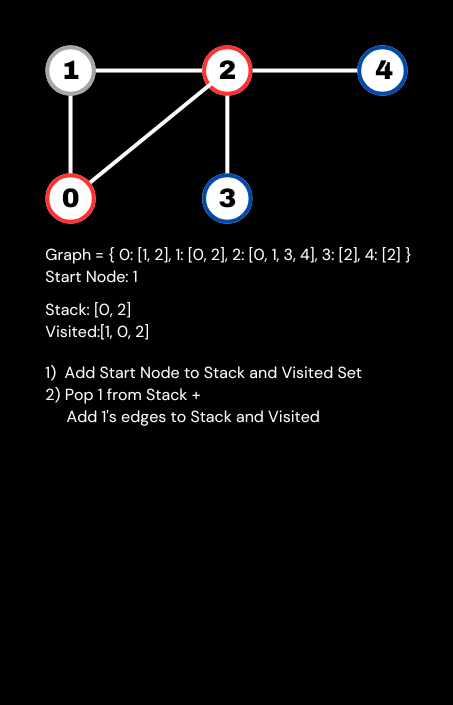 1 2 4
0 3
Graph = { 0: [1, 2], 1: [0, 2], 2: [0, 1, 3, 4], 3: [2], 4: [2] }
Start Node: 1
Stack: [0, 2]
Visited:[1, 0, 2]
1) Add Start Node to Stack and Visited Set
2) Pop 1 from Stack +
Add 1's edges to Stack and Visited